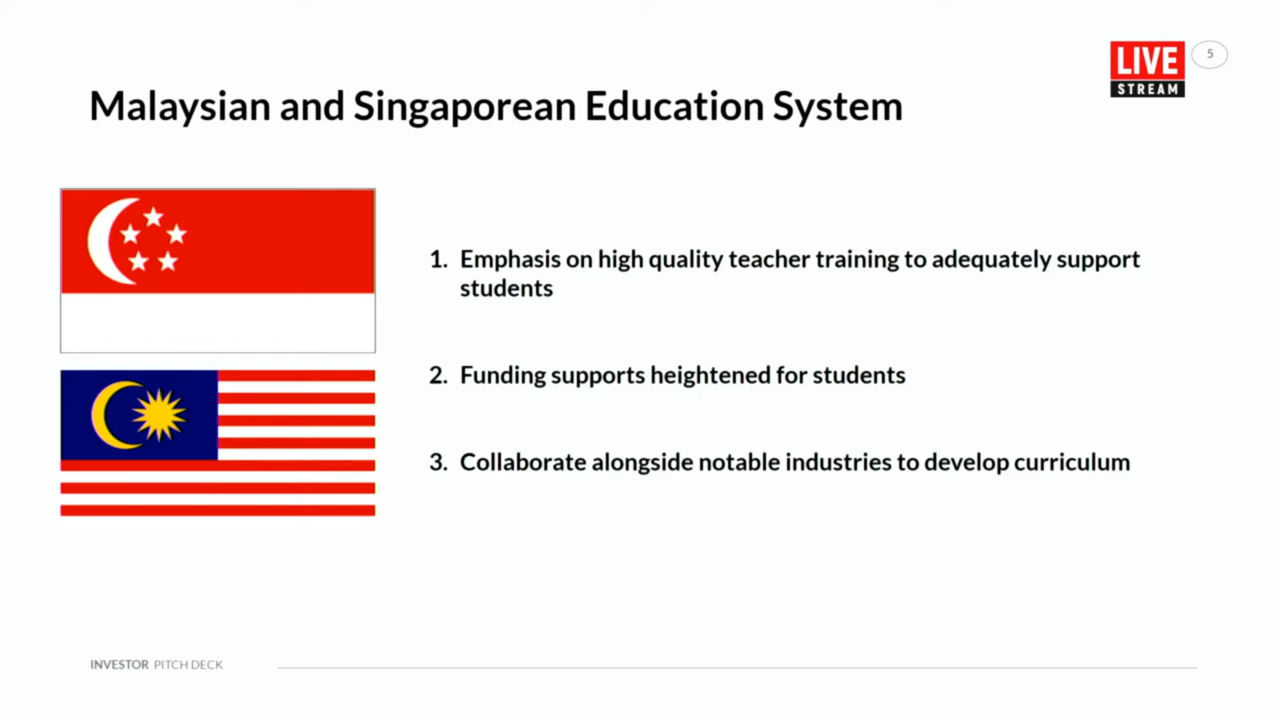 LIVE
STREAM
5
Malaysian and Singaporean Education System
1. Emphasis on high quality teacher training to adequately support
students
2. Funding supports heightened for students
3. Collaborate alongside notable industries to develop curriculum
INVESTOR PITCH DECK